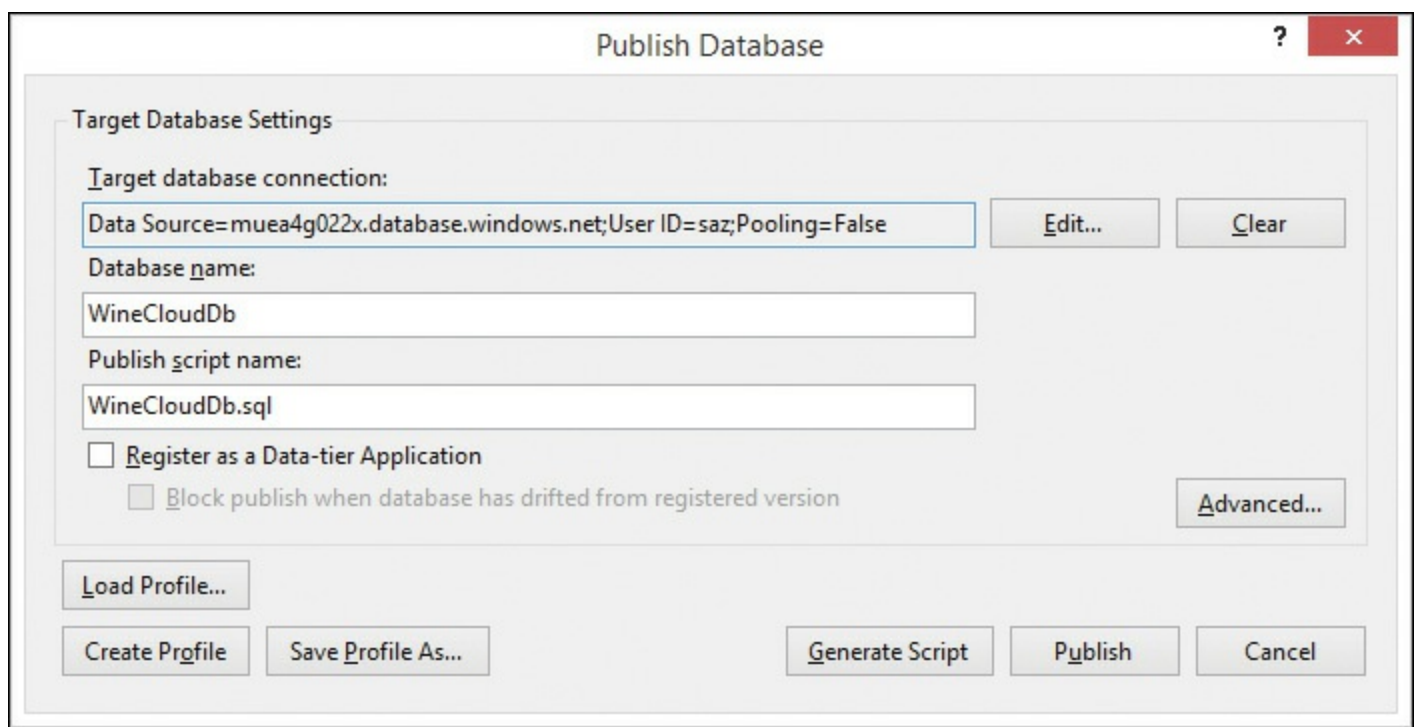 Publish Database
?
×
Target Database Settings
Target database connection:
Data Source=muea4g022x.database.windows.net;User ID=saz;Pooling=False
Edit...
Clear
Database name:
WineCloudDb
Publish script name:
WineCloudDb.sql
Register as a Data-tier Application
Block publish when database has drifted from registered version
Advanced...
Load Profile...
Create Profile
Save Profile As...
Generate Script
Publish
Cancel